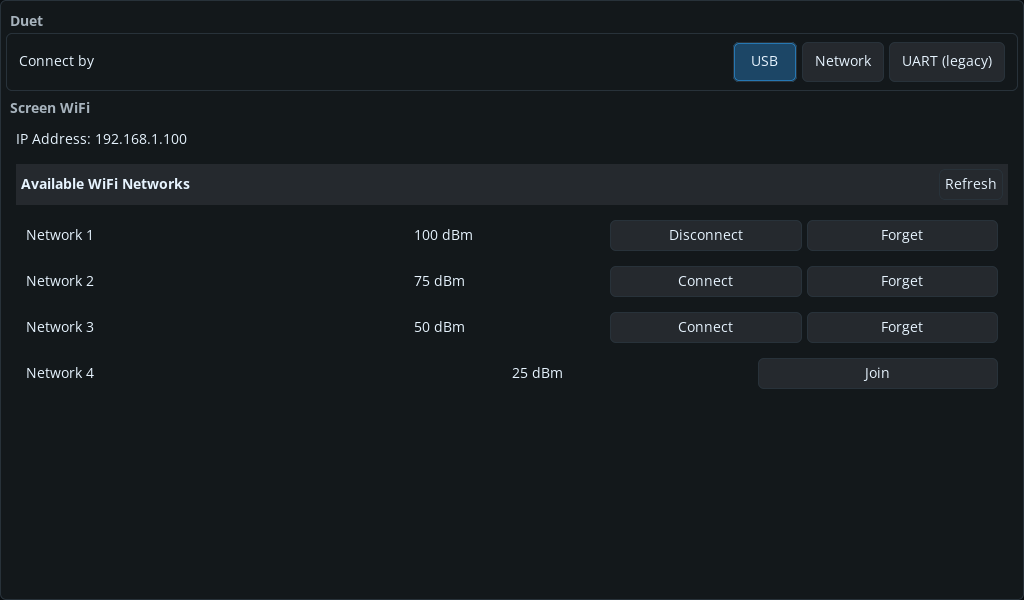 Duet
Connect by USB Network UART (legacy)
Screen WiFi
IP Address: 192.168.1.100
Available WiFi Networks Refresh
Network 1 100 dBm Disconnect Forget
Network 2 75 dBm Connect Forget
Network 3 50 dBm Connect Forget
Network 4 25 dBm Join